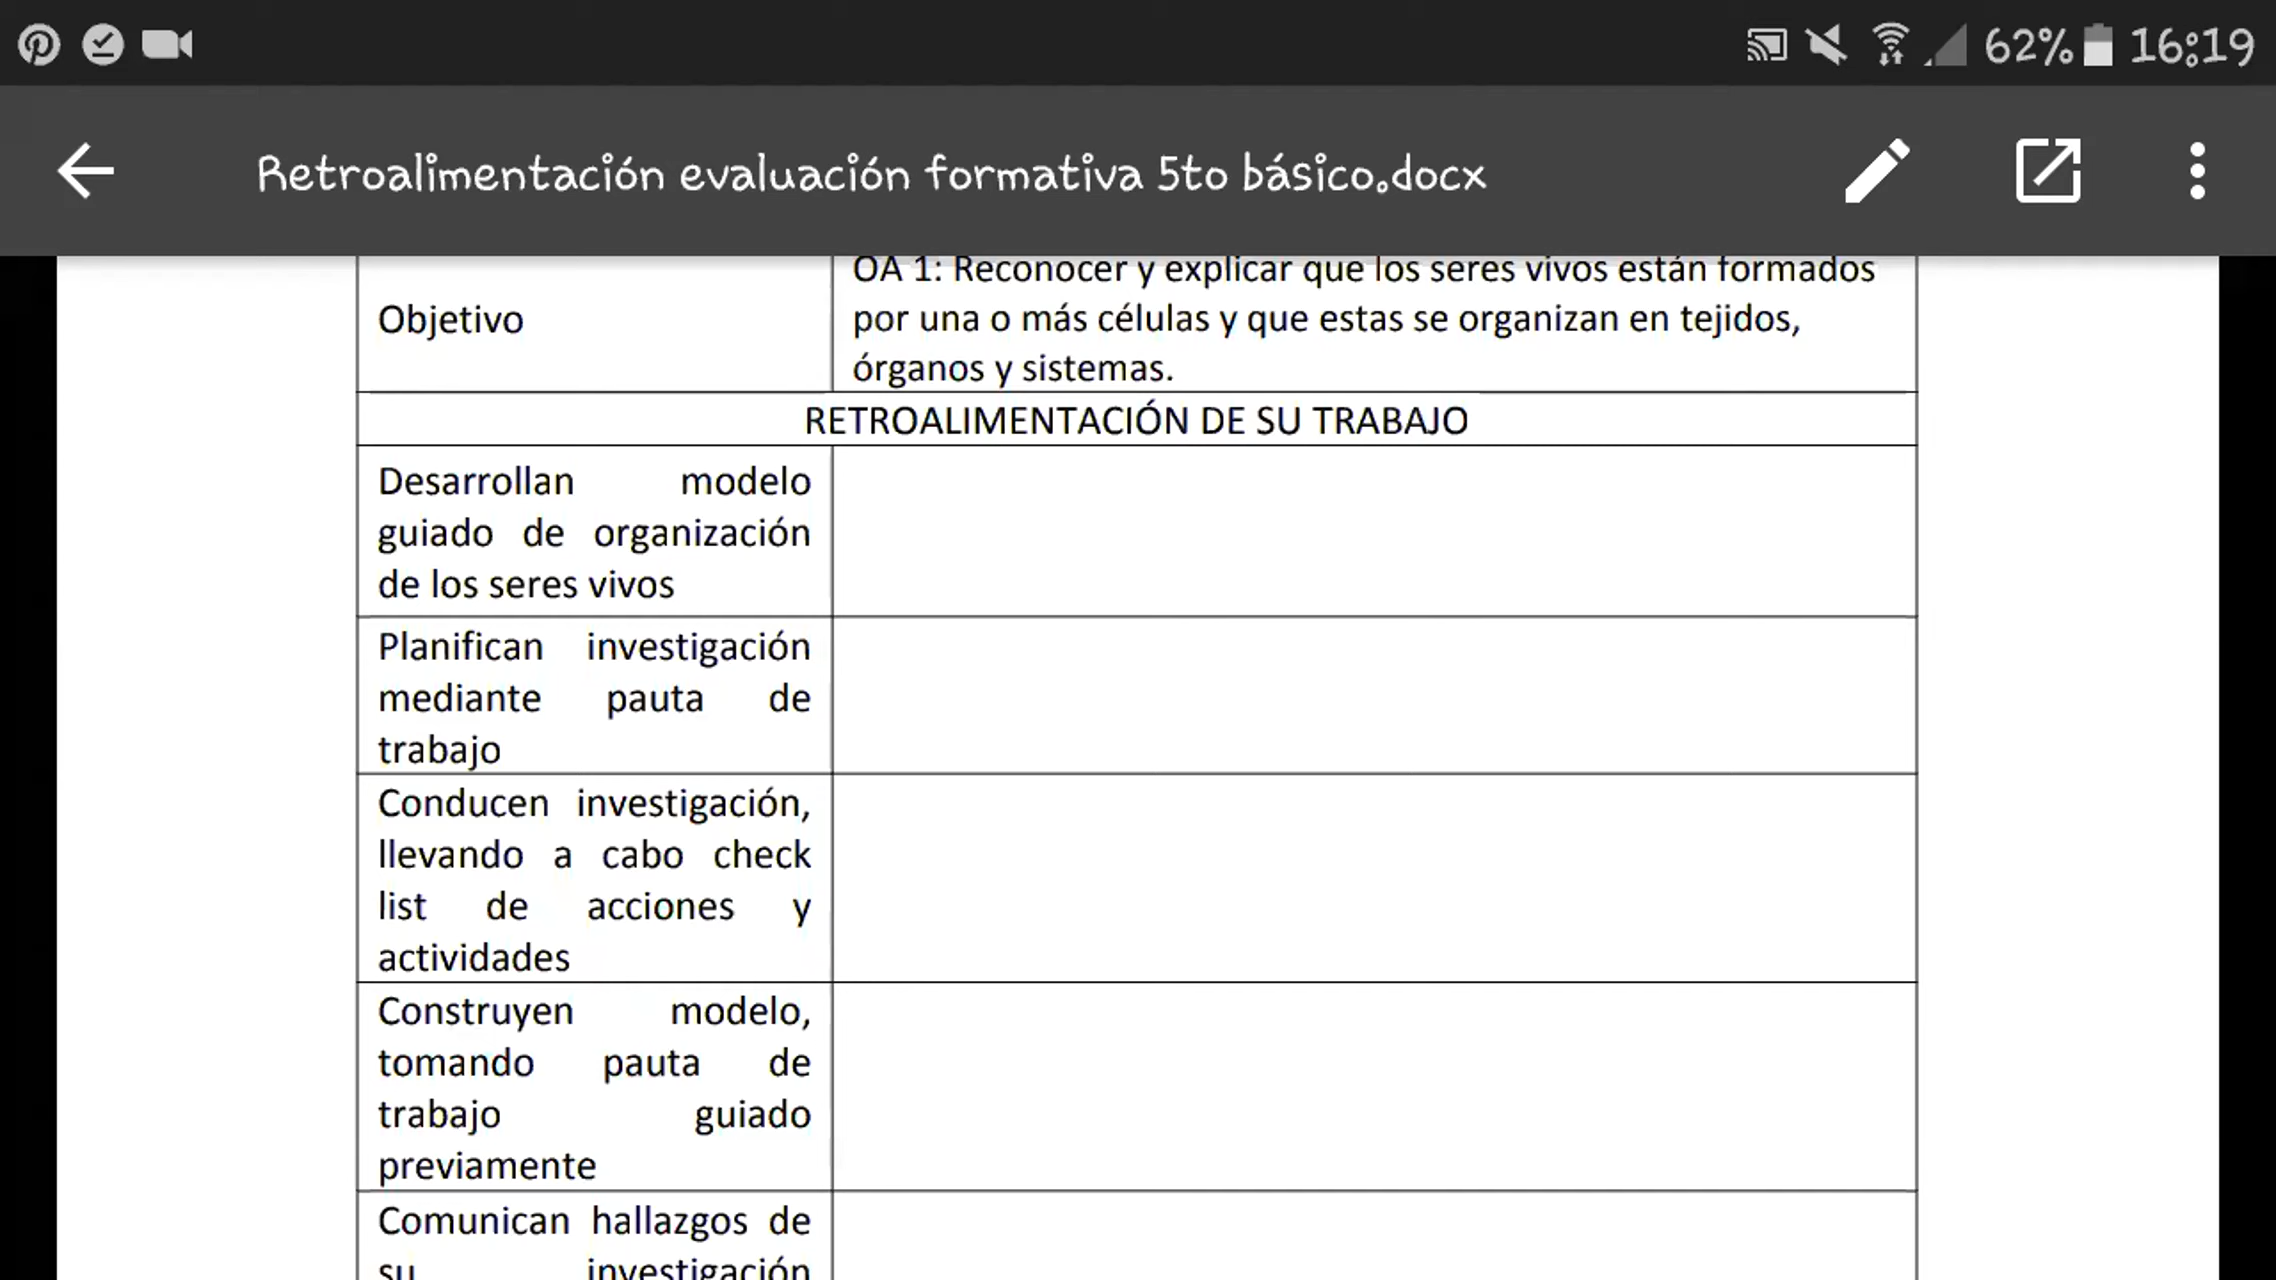 62% 16:19
Retroalimentación evaluación formativa 5to básico.docx
OA 1: Reconocer y explicar que los seres vivos están formados
Objetivo
por una o más células y que estas se organizan en tejidos,
órganos y sistemas.
RETROALIMENTACIÓN DE SU TRABAJO
Desarrollan modelo
guiado de organización
de los seres vivos
Planifican investigación
mediante pauta de
trabajo
Conducen investigación,
llevando a cabo check
list de acciones y
actividades
Construyen modelo,
tomando pauta de
trabajo guiado
previamente
Comunican hallazgos de
su investigación